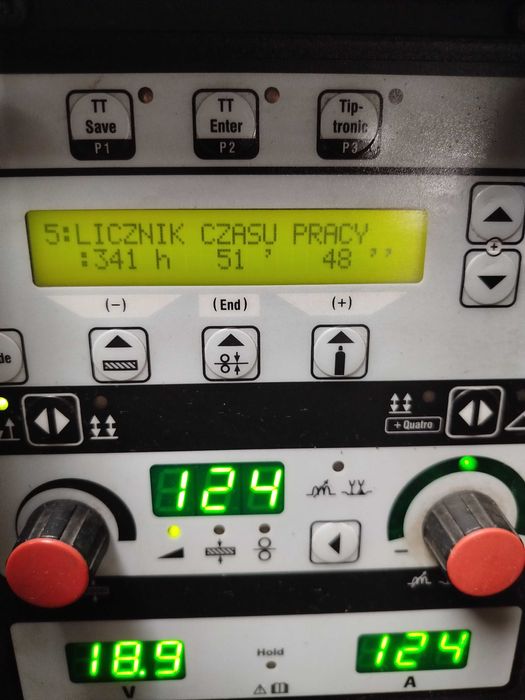 TT
Save
P1
TT
Enter
P2
Tip-
tronic
P3
5:LICZNIK CZASU PRACY
:341 h 51 ' 48 ''
(-)
(End)
(+)
de
+ Quatro
124
Hold
18.9
124
V
A